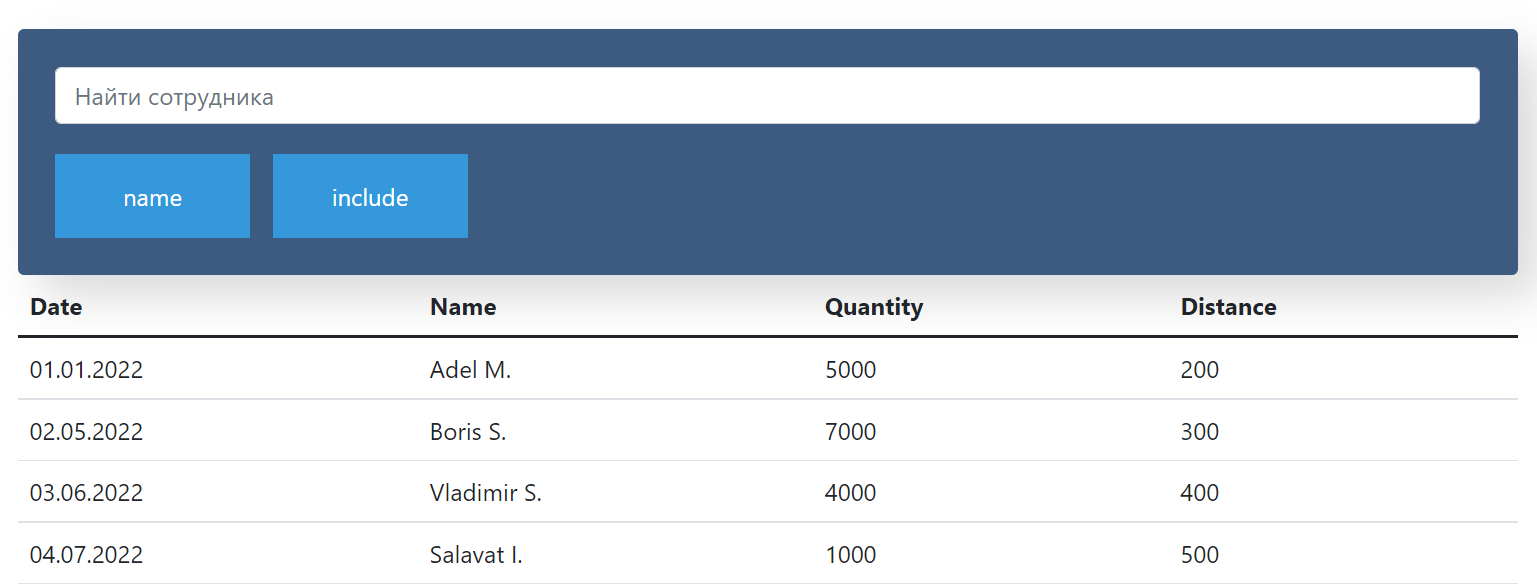 Найти сотрудника
name include
Date Name Quantity Distance
01.01.2022 Adel M. 5000 200
02.05.2022 Boris S. 7000 300
03.06.2022 Vladimir S. 4000 400
04.07.2022 Salavat I. 1000 500